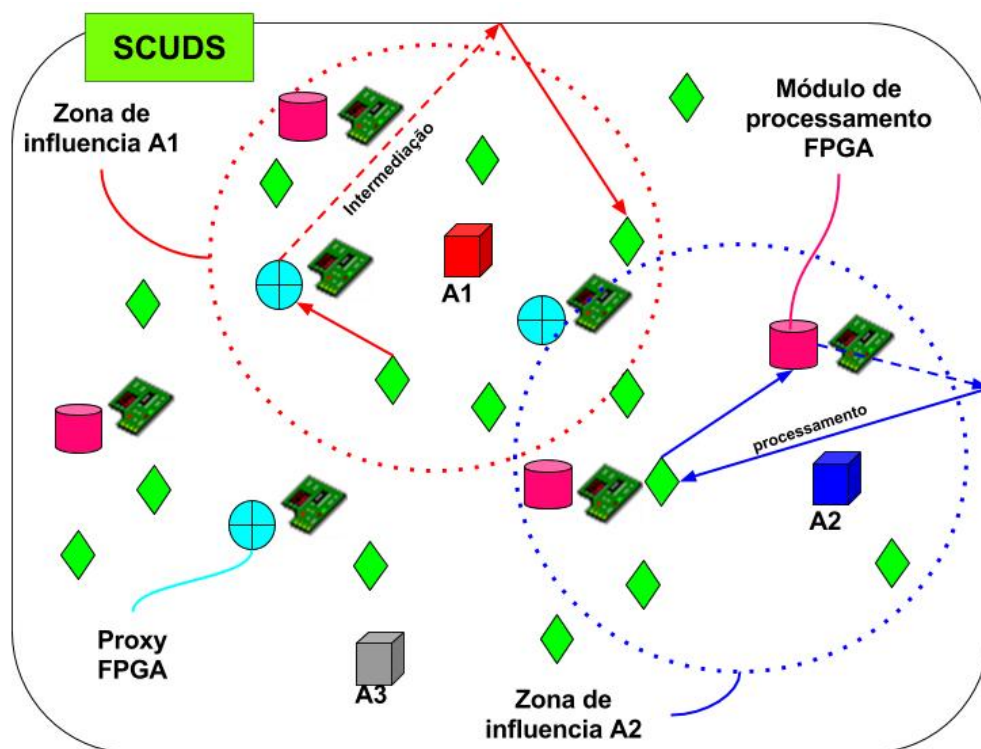 SCUDS
Zona de
influencia A1
Intermediação
Módulo de
processamento
FPGA
A1
processamento
A2
Proxy
FPGA
A3
Zona de
influencia A2